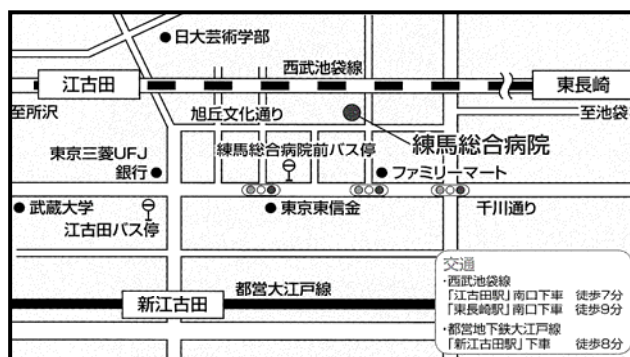 日大芸術学部
西武池袋線
江古田
東長崎
至所沢
旭丘文化通り
至池袋
練馬総合病院
東京三菱UFJ
銀行
練馬総合病院前バス停
ファミリーマート
武蔵大学
江古田バス停
東京東信金
千川通り
都営大江戸線
新江古田
交通
・西武池袋線
「江古田駅」南口下車 徒歩7分
「東長崎駅」南口下車 徒歩9分
・都営地下鉄大江戸線
「新江古田駅」下車 徒歩8分